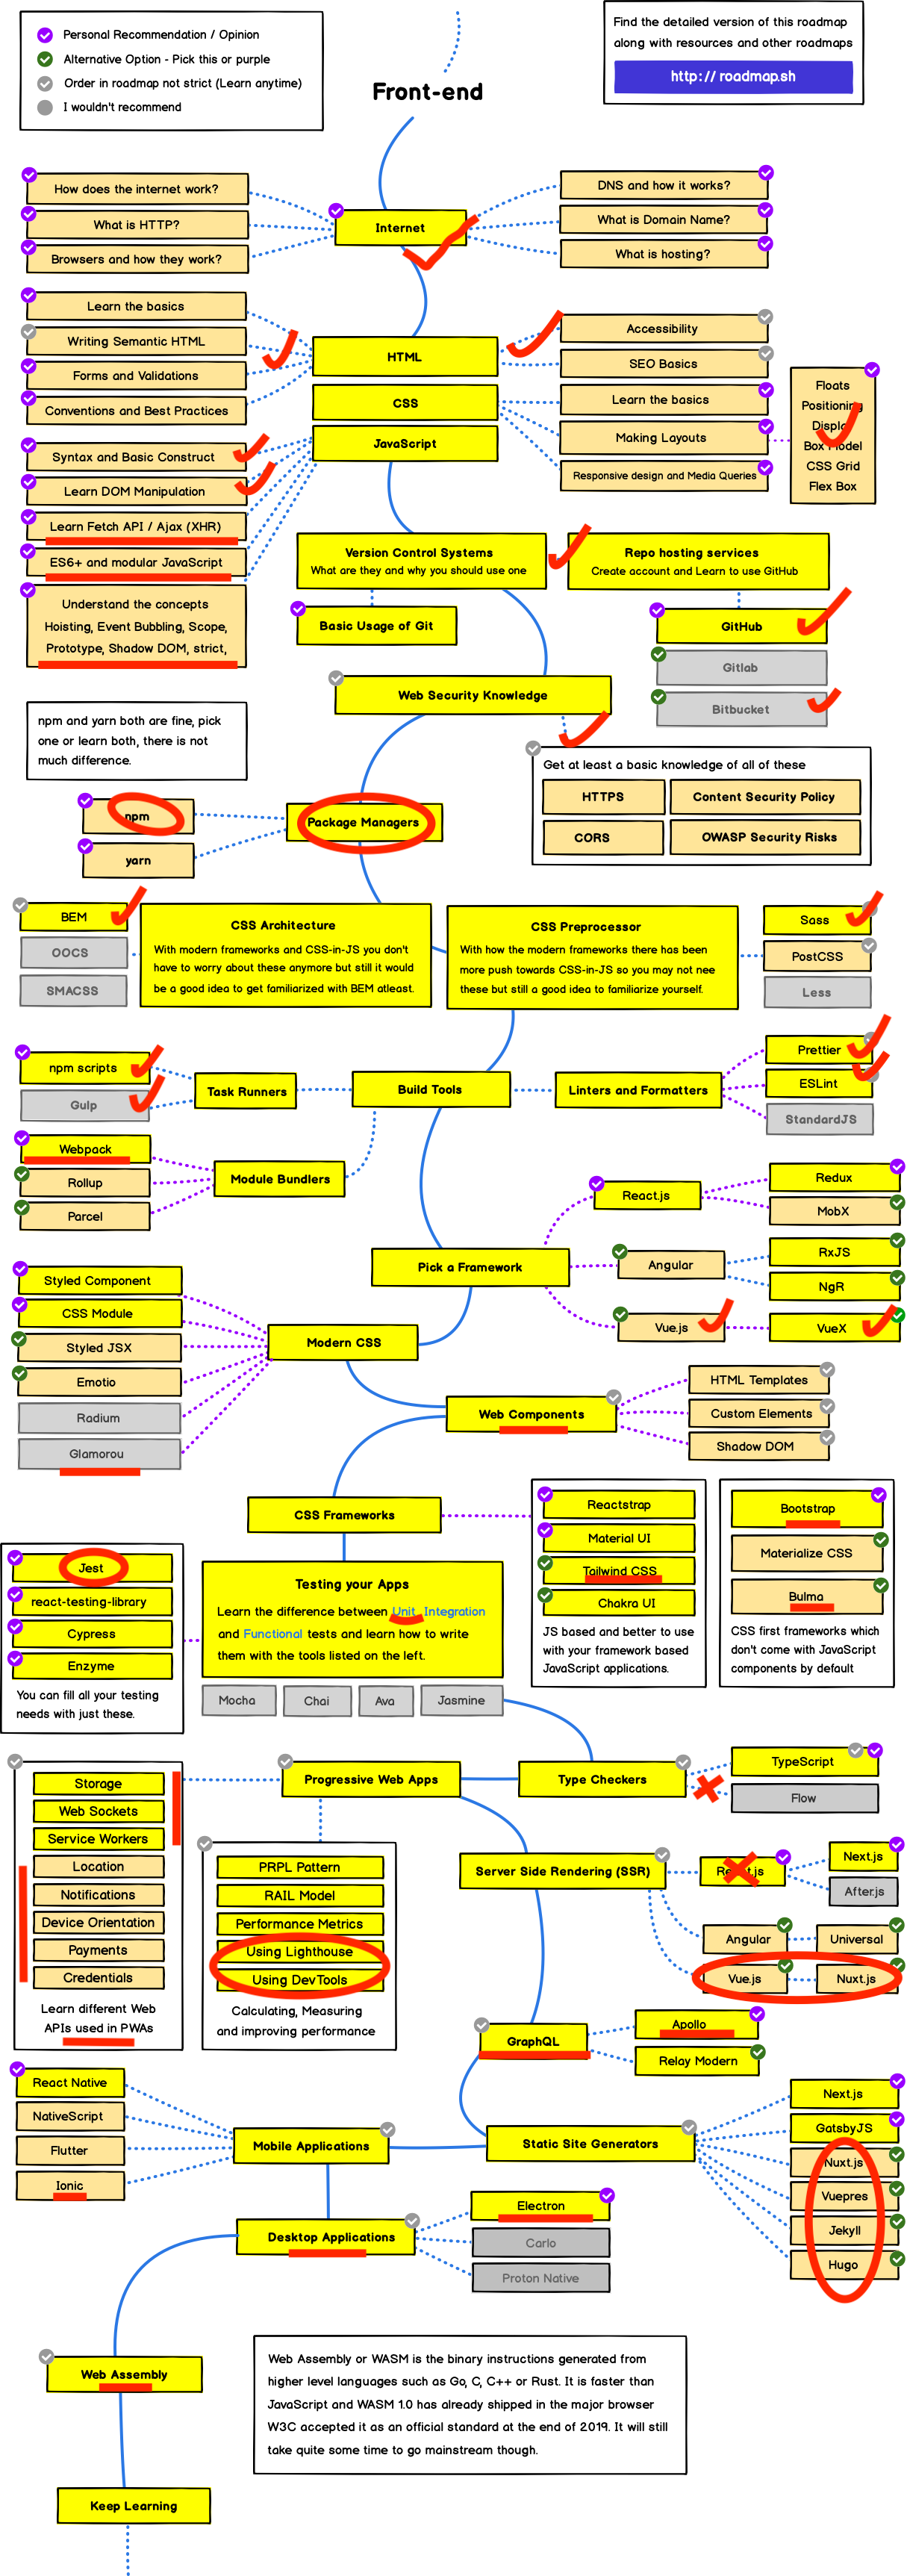 Personal Recommendation / Opinion
Alternative Option - Pick this or purple
Order in roadmap not strict (Learn anytime)
I wouldn't recommend
Find the detailed version of this roadmap
along with resources and other roadmaps
http://roadmap.sh
Front-end
How does the internet work?
What is HTTP?
Browsers and how they work?
Internet
DNS and how it works?
What is Domain Name?
What is hosting?
Learn the basics
Writing Semantic HTML
Forms and Validations
Conventions and Best Practices
HTML
CSS
JavaScript
Accessibility
SEO Basics
Learn the basics
Making Layouts
Responsive design and Media Queries
Floats
Positioning
Display
Box Model
CSS Grid
Flex Box
Syntax and Basic Construct
Learn DOM Manipulation
Learn Fetch API / Ajax (XHR)
ES6+ and modular JavaScript
Understand the concepts
Hoisting, Event Bubbling, Scope,
Prototype, Shadow DOM, strict,
Version Control Systems
What are they and why you should use one
Basic Usage of Git
Repo hosting services
Create account and Learn to use GitHub
GitHub
Gitlab
Bitbucket
Web Security Knowledge
Get at least a basic knowledge of all of these
HTTPS
Content Security Policy
CORS
OWASP Security Risks
npm and yarn both are fine, pick
one or learn both, there is not
much difference.
npm
yarn
Package Managers
BEM
OOCS
SMACSS
CSS Architecture
With modern frameworks and CSS-in-JS you don't
have to worry about these anymore but still it would
be a good idea to get familiarized with BEM atleast.
CSS Preprocessor
With how the modern frameworks there has been
more push towards CSS-in-JS so you may not nee
these but still a good idea to familiarize yourself.
Sass
PostCSS
Less
npm scripts
Gulp
Task Runners
Build Tools
Linters and Formatters
Prettier
ESLint
StandardJS
Webpack
Rollup
Parcel
Module Bundlers
Pick a Framework
React.js
Redux
MobX
Angular
RxJS
NgR
Vue.js
VueX
Styled Component
CSS Module
Styled JSX
Emotio
Radium
Glamorou
Modern CSS
Web Components
HTML Templates
Custom Elements
Shadow DOM
CSS Frameworks
Reactstrap
Material UI
Tailwind CSS
Chakra UI
JS based and better to use
with your framework based
JavaScript applications.
Bootstrap
Materialize CSS
Bulma
CSS first frameworks which
don't come with JavaScript
components by default
Jest
react-testing-library
Cypress
Enzyme
You can fill all your testing
needs with just these.
Testing your Apps
Learn the difference between Unit, Integration
and Functional tests and learn how to write
them with the tools listed on the left.
Mocha
Chai
Ava
Jasmine
Progressive Web Apps
Type Checkers
TypeScript
Flow
Storage
Web Sockets
Service Workers
Location
Notifications
Device Orientation
Payments
Credentials
Learn different Web
APIs used in PWAs
PRPL Pattern
RAIL Model
Performance Metrics
Using Lighthouse
Using DevTools
Calculating, Measuring
and improving performance
Server Side Rendering (SSR)
React.js
Next.js
After.js
Angular
Universal
Vue.js
Nuxt.js
GraphQL
Apollo
Relay Modern
React Native
NativeScript
Flutter
Ionic
Mobile Applications
Static Site Generators
Next.js
GatsbyJS
Nuxt.js
Vuepres
Jekyll
Hugo
Desktop Applications
Electron
Carlo
Proton Native
Web Assembly
Web Assembly or WASM is the binary instructions generated from
higher level languages such as Go, C, C++ or Rust. It is faster than
JavaScript and WASM 1.0 has already shipped in the major browser
W3C accepted it as an official standard at the end of 2019. It will still
take quite some time to go mainstream though.
Keep Learning